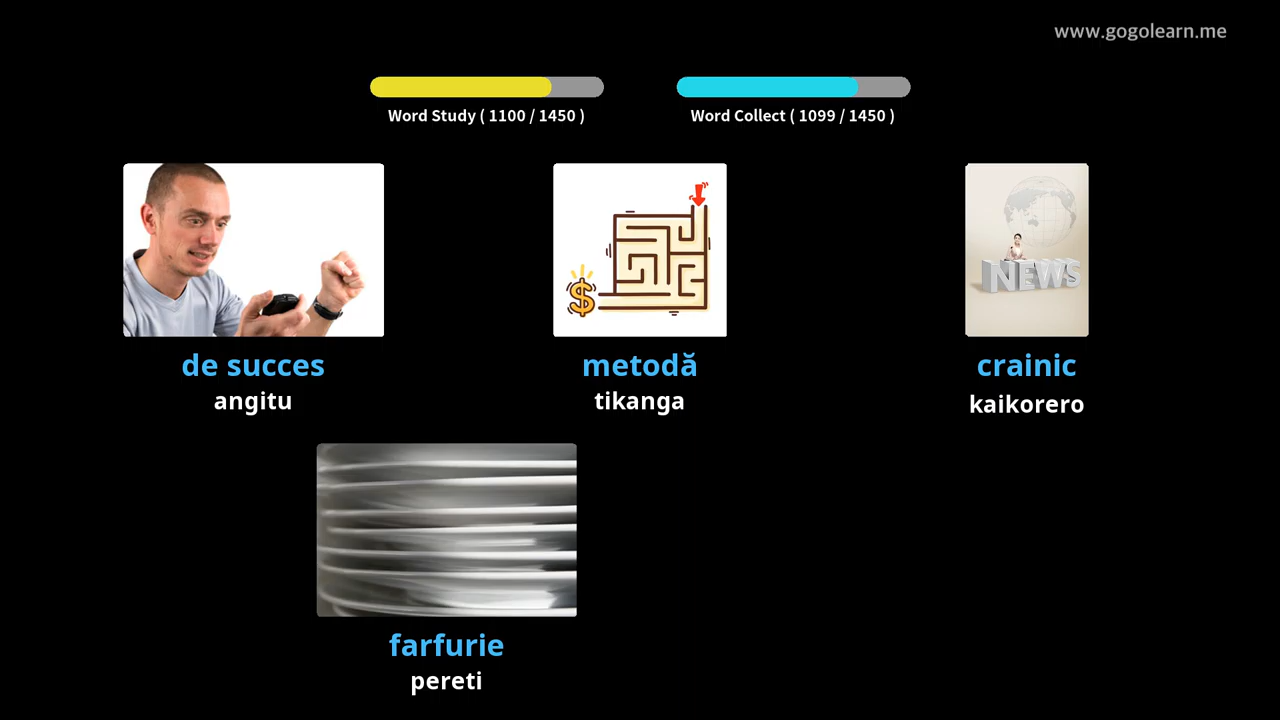 www.gogolearn.me
Word Study ( 1100 / 1450 )
Word Collect ( 1099 / 1450 )
NEWS
$
de succes
angitu
metodă
tikanga
crainic
kaikorero
farfurie
pereti